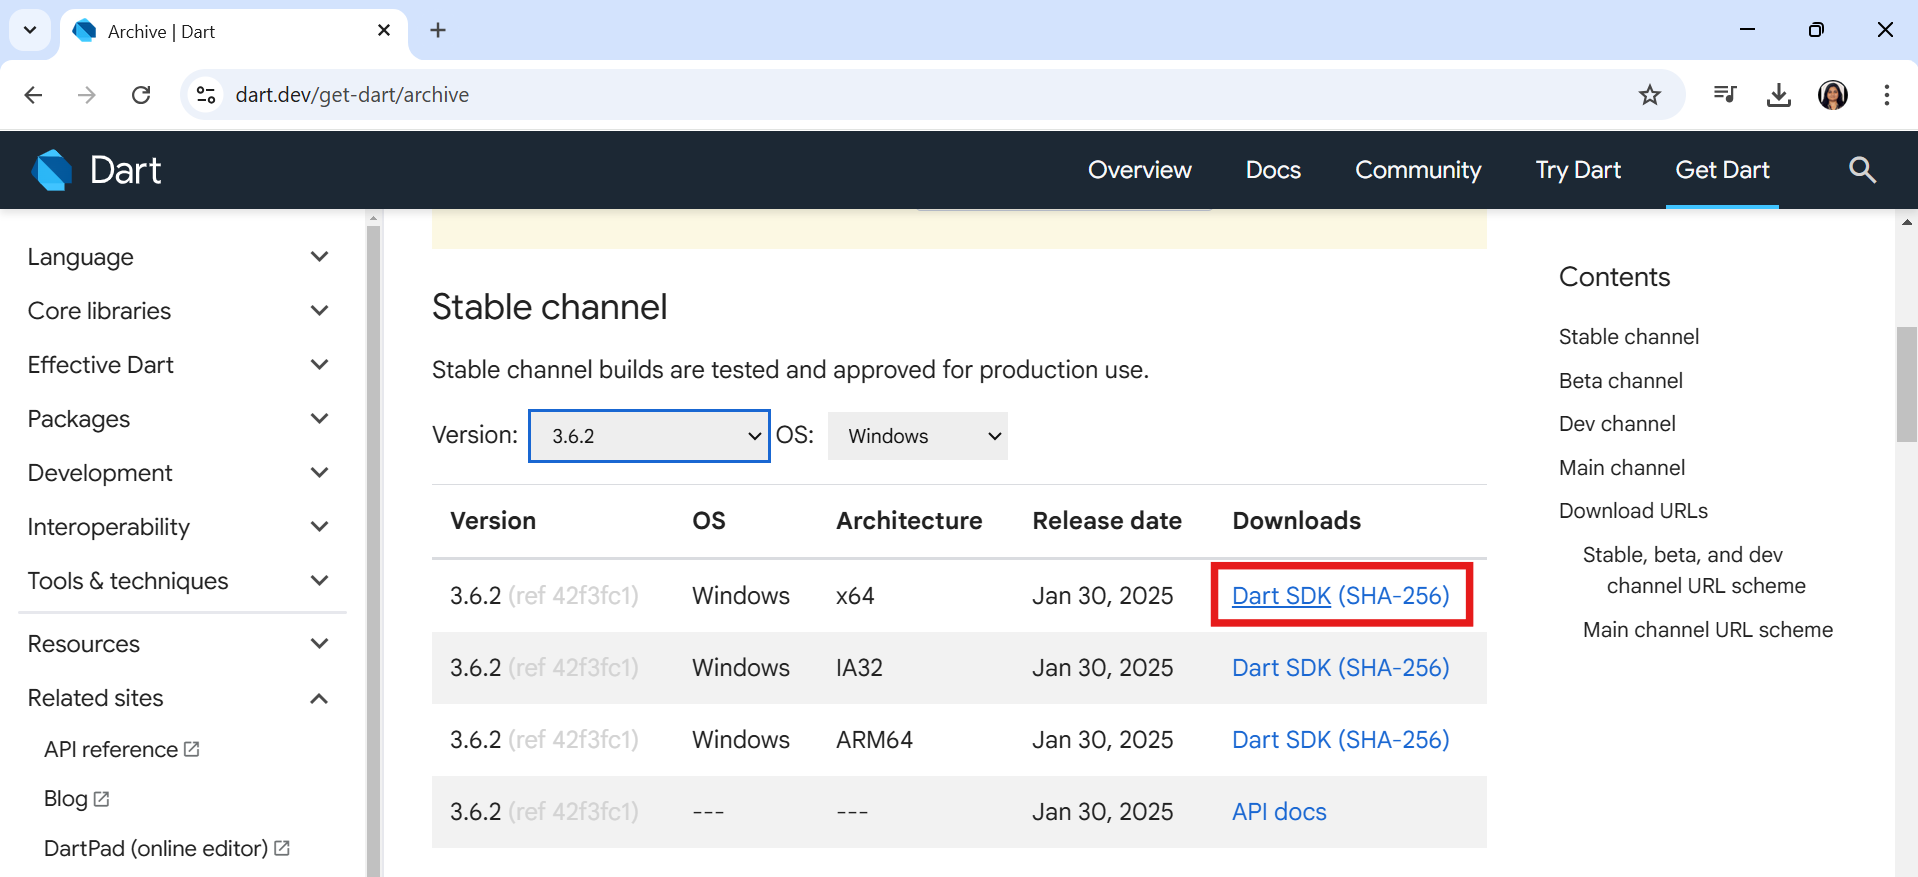 Archive | Dart
dart.dev/get-dart/archive
Dart
Overview
Docs
Community
Try Dart
Get Dart
Language
Core libraries
Effective Dart
Packages
Development
Interoperability
Tools & techniques
Resources
Related sites
API reference
Blog
DartPad (online editor)
Stable channel
Stable channel builds are tested and approved for production use.
Version: 3.6.2 OS: Windows
Version OS Architecture Release date Downloads
3.6.2 (ref 42f3fc1) Windows x64 Jan 30, 2025 Dart SDK (SHA-256)
3.6.2 (ref 42f3fc1) Windows IA32 Jan 30, 2025 Dart SDK (SHA-256)
3.6.2 (ref 42f3fc1) Windows ARM64 Jan 30, 2025 Dart SDK (SHA-256)
3.6.2 (ref 42f3fc1) --- --- Jan 30, 2025 API docs
Contents
Stable channel
Beta channel
Dev channel
Main channel
Download URLs
Stable, beta, and dev
channel URL scheme
Main channel URL scheme